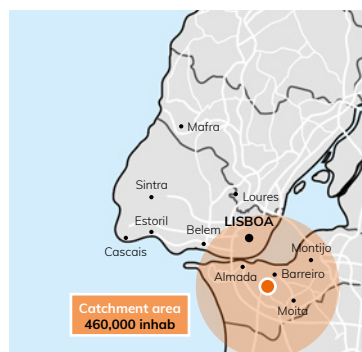 Mafra
Sintra
Loures
Estoril
Belem
LISBOA
Cascais
Montijo
Almada
Barreiro
Moita
Catchment area
460,000 inhab